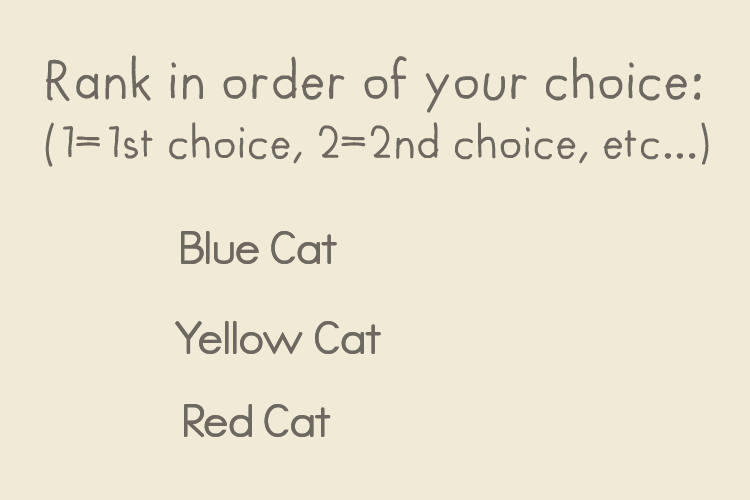 Rank in order of your choice:
(1=1st choice, 2=2nd choice, etc...)
Blue Cat
Yellow Cat
Red Cat